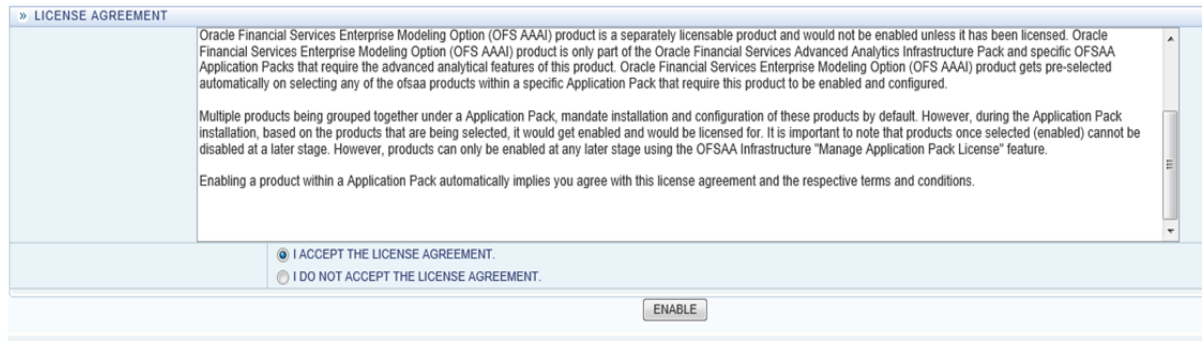 » LICENSE AGREEMENT
Oracle Financial Services Enterprise Modeling Option (OFS AAAI) product is a separately licensable product and would not be enabled unless it has been licensed. Oracle
Financial Services Enterprise Modeling Option (OFS AAAI) product is only part of the Oracle Financial Services Advanced Analytics Infrastructure Pack and specific OFSAA
Application Packs that require the advanced analytical features of this product. Oracle Financial Services Enterprise Modeling Option (OFS AAAI) product gets pre-selected
automatically on selecting any of the ofsaa products within a specific Application Pack that require this product to be enabled and configured.
Multiple products being grouped together under a Application Pack, mandate installation and configuration of these products by default. However, during the Application Pack
installation, based on the products that are being selected, it would get enabled and would be licensed for. It is important to note that products once selected (enabled) cannot be
disabled at a later stage. However, products can only be enabled at any later stage using the OFSAA Infrastructure "Manage Application Pack License" feature.
Enabling a product within a Application Pack automatically implies you agree with this license agreement and the respective terms and conditions.
I ACCEPT THE LICENSE AGREEMENT.
I DO NOT ACCEPT THE LICENSE AGREEMENT.
ENABLE